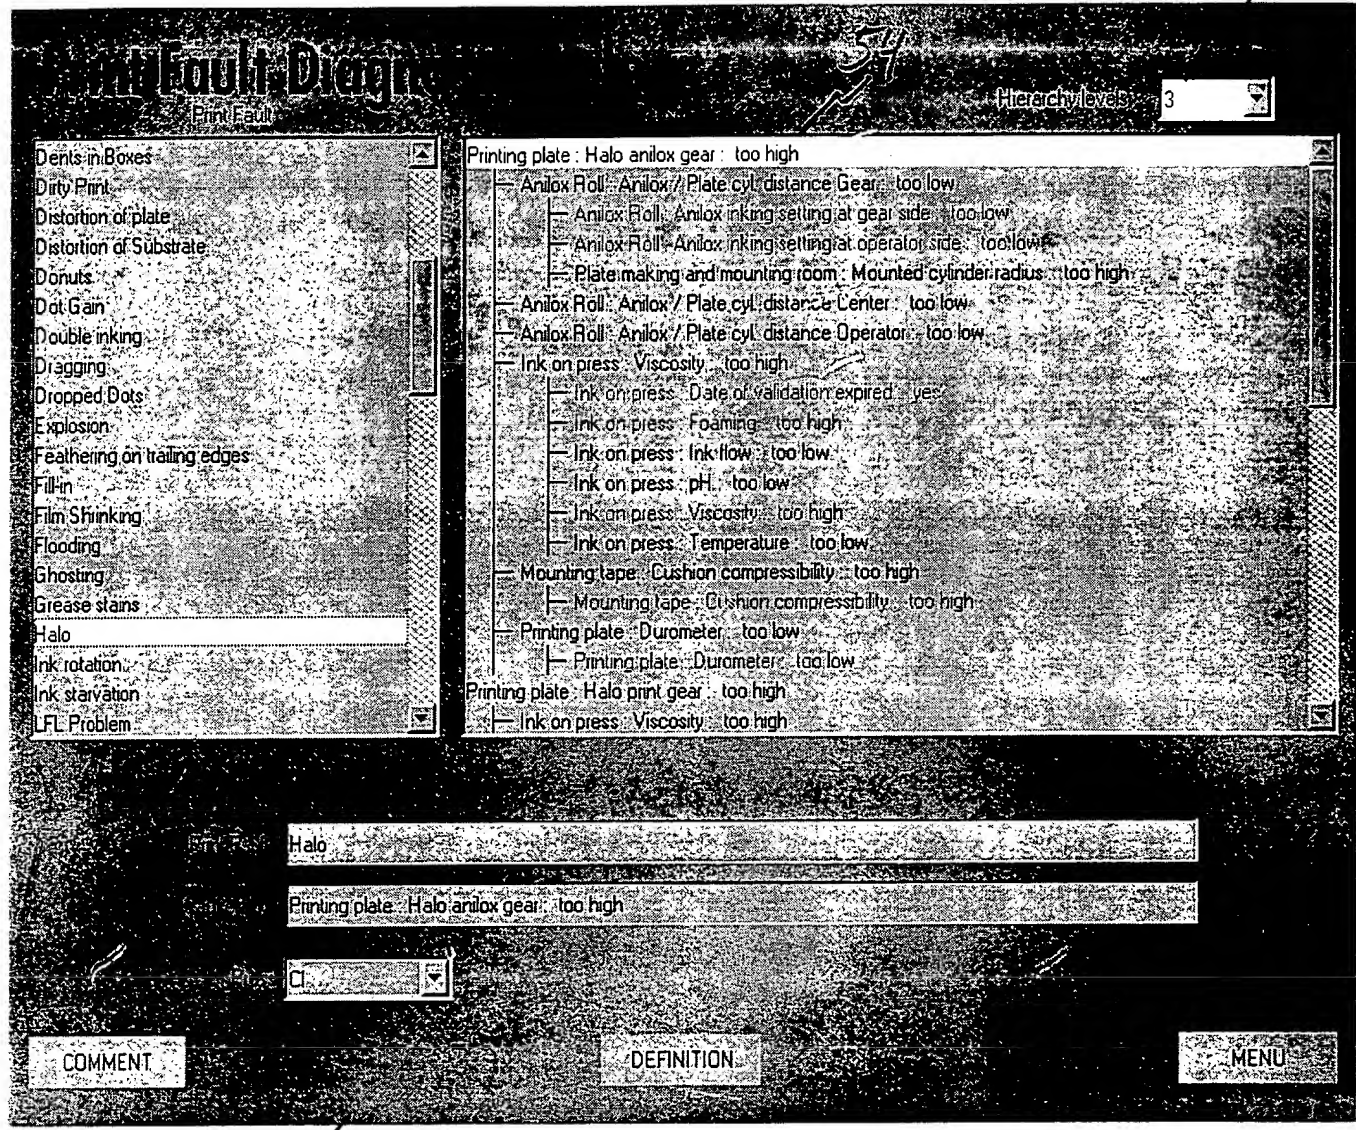 54
Print Fault Diagno
Hierarchy levels 3
Print Fault
Dents in Boxes
Dirty Print
Distortion of plate
Distortion of Substrate
Donuts
Dot Gain
Double inking
Dragging
Dropped Dots
Explosion
Feathering on trailing edges
Fill-in
Film Shrinking
Flooding
Ghosting
Grease stains
Halo
Ink rotation
Ink starvation
LFL Problem
Printing plate : Halo anilox gear : too high
Anilox Roll : Anilox / Plate cyl. distance Gear : too low
Anilox Roll : Anilox inking setting at gear side : too low
Anilox Roll : Anilox inking setting at operator side : too low
Plate making and mounting room : Mounted cylinder radius : too high
Anilox Roll : Anilox / Plate cyl. distance Center : too low
Anilox Roll : Anilox / Plate cyl. distance Operator : too low
Ink on press : Viscosity : too high
Ink on press : Date of validation expired : yes
Ink on press : Foaming : too high
Ink on press : Ink flow : too low
Ink on press : pH : too low
Ink on press : Viscosity : too high
Ink on press : Temperature : too low
Mounting tape : Cushion compressibility : too high
Mounting tape : Cushion compressibility : too high
Printing plate : Durometer : too low
Printing plate : Durometer : too low
Printing plate : Halo print gear : too high
Ink on press : Viscosity : too high
Halo
Printing plate : Halo anilox gear : too high
CI
COMMENT
DEFINITION
MENU